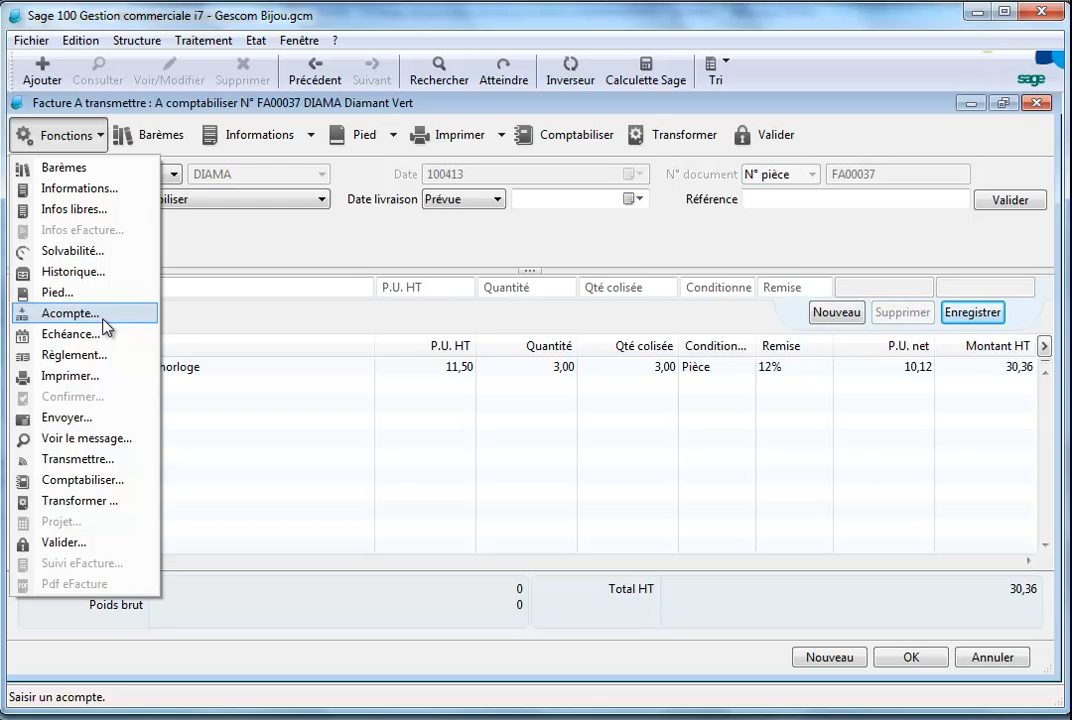 Sage 100 Gestion commerciale i7 - Gescom Bijou.gcm
Fichier Edition Structure Traitement Etat Fenêtre ?
Ajouter Consulter Voir/Modifier Supprimer Précédent Suivant Rechercher Atteindre Inverseur Calculette Sage Tri sage
Facture A transmettre : A comptabiliser N° FA00037 DIAMA Diamant Vert
Fonctions Barèmes Informations Pied Imprimer Comptabiliser Transformer Valider
Barèmes
Informations...
Infos libres...
Infos eFacture...
Solvabilité...
Historique...
Pied...
Acompte...
Echéance...
Règlement...
Imprimer...
Confirmer...
Envoyer...
Voir le message...
Transmettre...
Comptabiliser...
Transformer ...
Projet...
Valider...
Suivi eFacture...
Pdf eFacture
DIAMA Date 100413 N° document N° pièce FA00037
iliser Date livraison Prévue Référence Valider
P.U. HT Quantité Qté colisée Conditionne Remise
Nouveau Supprimer Enregistrer
P.U. HT Quantité Qté colisée Condition... Remise P.U. net Montant HT
horloge 11,50 3,00 3,00 Pièce 12% 10,12 30,36
0 Total HT 30,36
Poids brut 0
Nouveau OK Annuler
Saisir un acompte.